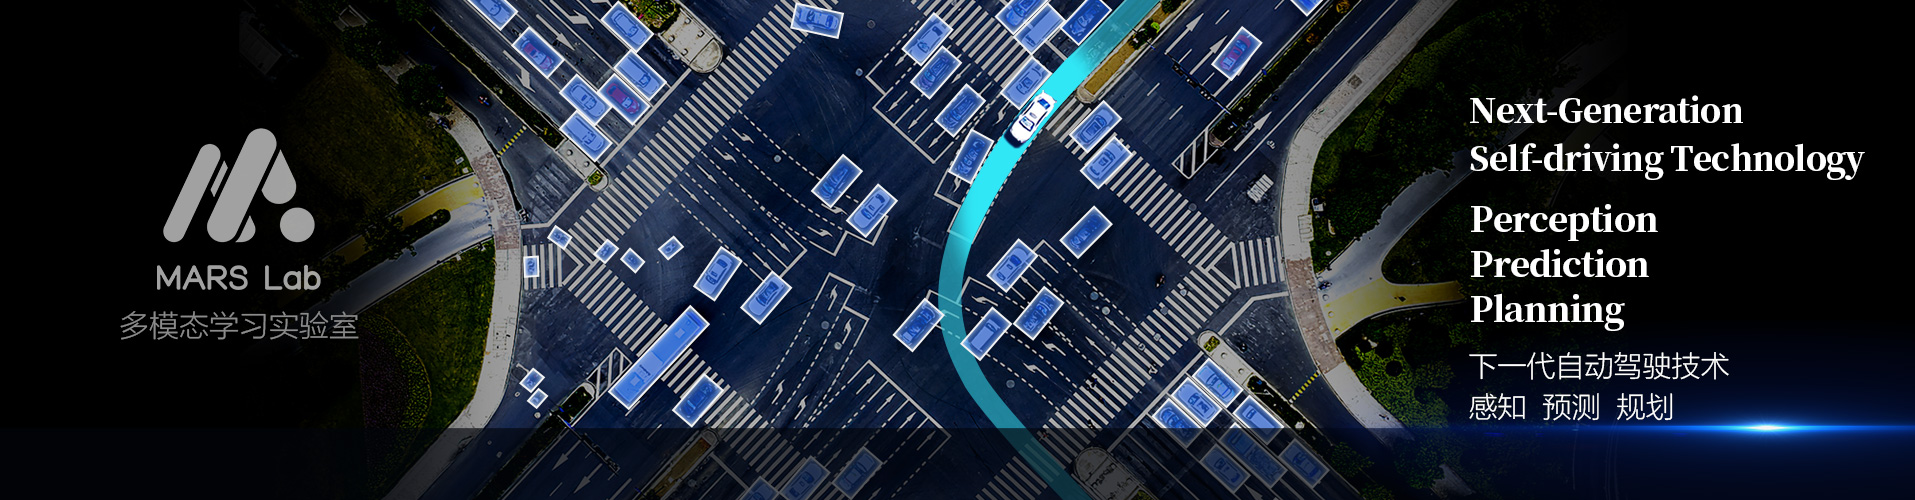 MARS Lab
多模态学习实验室
Next-Generation
Self-driving Technology
Perception
Prediction
Planning
下一代自动驾驶技术
感知 预测 规划